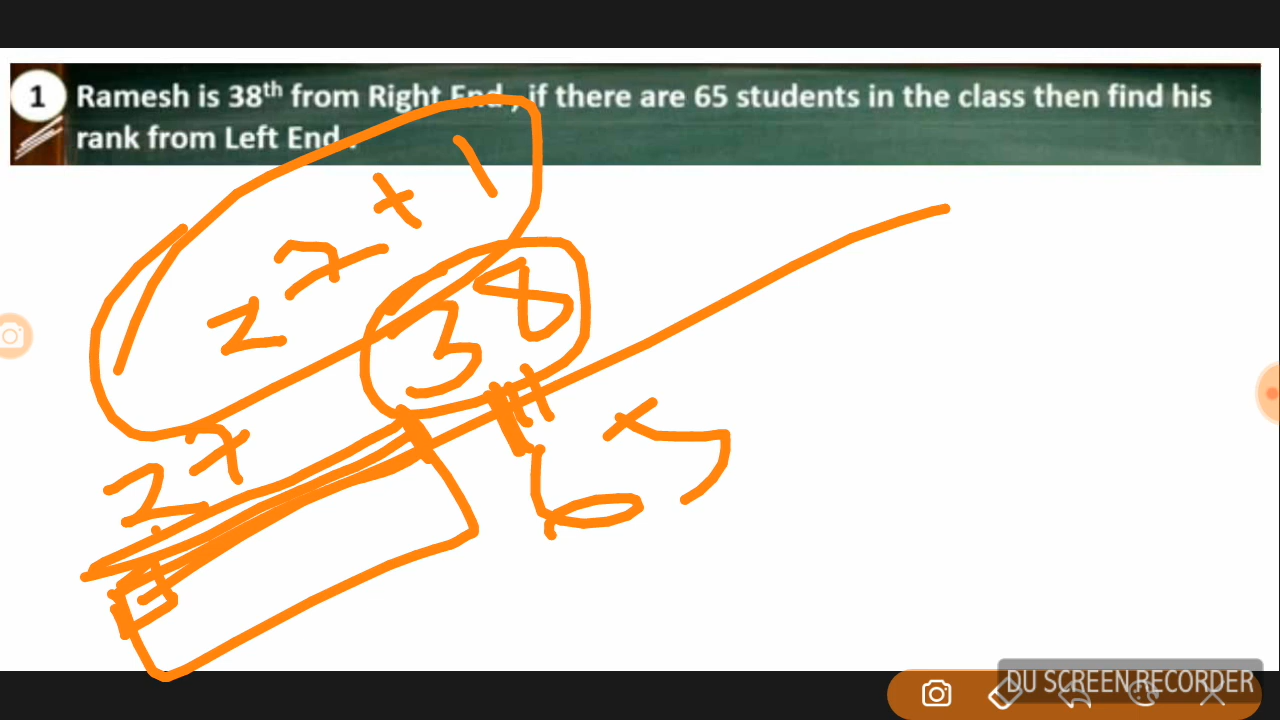 1 Ramesh is 38th from Right End , if there are 65 students in the class then find his
rank from Left End .
27 + 1
38
27
65
DU SCREEN RECORDER